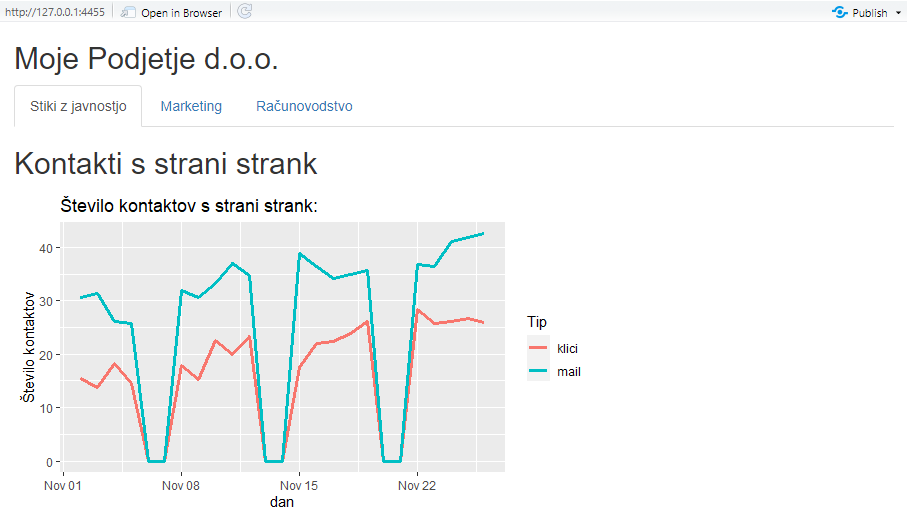 http://127.0.0.1:4455 Open in Browser Publish
Moje Podjetje d.o.o.
Stiki z javnostjo Marketing Računovodstvo
Kontakti s strani strank
Število kontaktov s strani strank:
Število kontaktov
40
30
20
10
0
Nov 01 Nov 08 Nov 15 Nov 22
dan
Tip
klici
mail